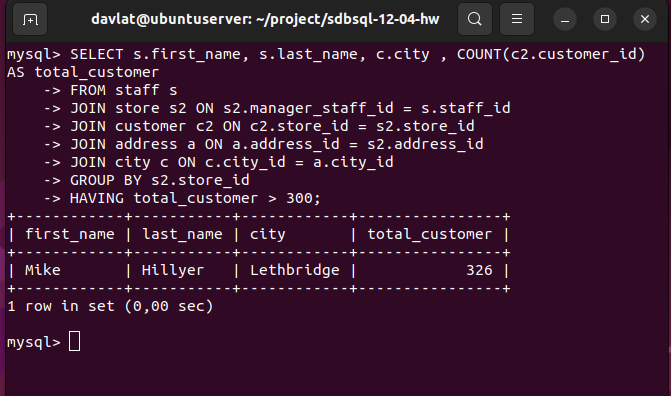 davlat@ubuntuserver: ~/project/sdbsql-12-04-hw
mysql> SELECT s.first_name, s.last_name, c.city , COUNT(c2.customer_id)
AS total_customer
    -> FROM staff s
    -> JOIN store s2 ON s2.manager_staff_id = s.staff_id
    -> JOIN customer c2 ON c2.store_id = s2.store_id
    -> JOIN address a ON a.address_id = s2.address_id
    -> JOIN city c ON c.city_id = a.city_id
    -> GROUP BY s2.store_id
    -> HAVING total_customer > 300;
+------------+-----------+------------+----------------+
| first_name | last_name | city       | total_customer |
+------------+-----------+------------+----------------+
| Mike       | Hillyer   | Lethbridge |            326 |
+------------+-----------+------------+----------------+
1 row in set (0,00 sec)
mysql>